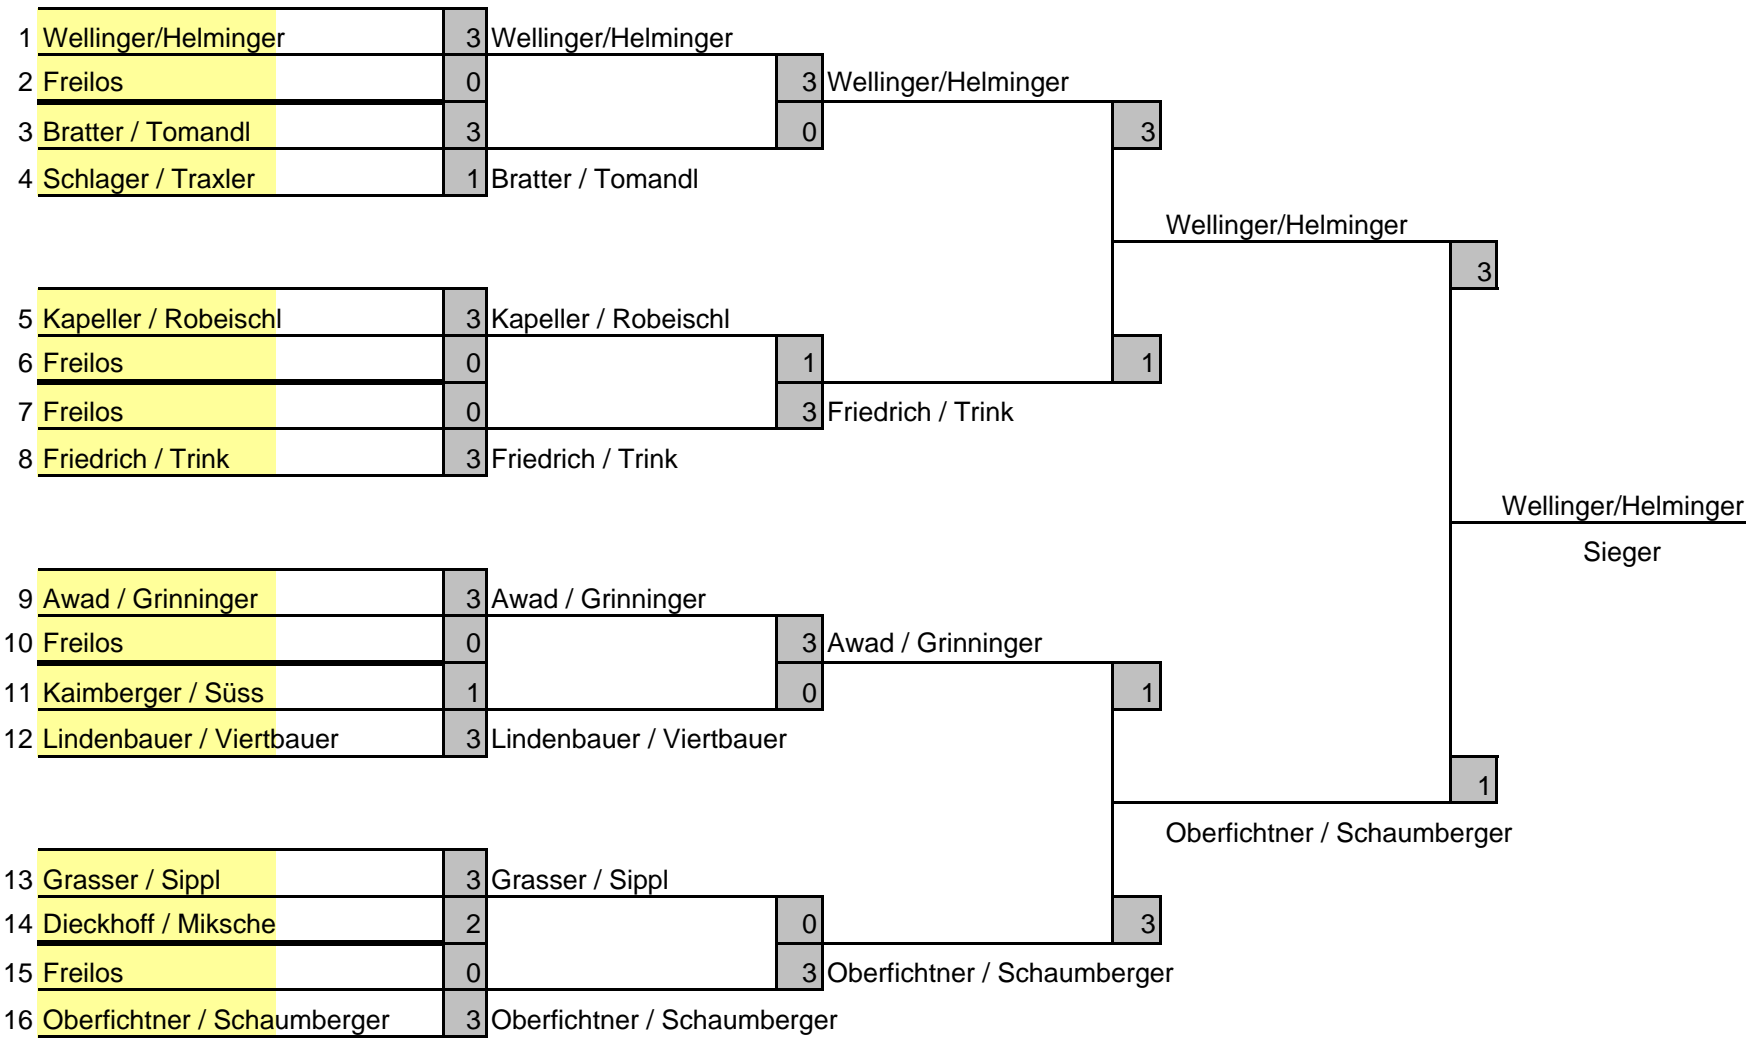 1 Wellinger/Helminger 3 Wellinger/Helminger
2 Freilos 0 3 Wellinger/Helminger
3 Bratter / Tomandl 3 0 3
4 Schlager / Traxler 1 Bratter / Tomandl
Wellinger/Helminger
3
5 Kapeller / Robeischl 3 Kapeller / Robeischl
6 Freilos 0 1 1
7 Freilos 0 3 Friedrich / Trink
8 Friedrich / Trink 3 Friedrich / Trink
Wellinger/Helminger
Sieger
9 Awad / Grinninger 3 Awad / Grinninger
10 Freilos 0 3 Awad / Grinninger
11 Kaimberger / Süss 1 0 1
12 Lindenbauer / Viertbauer 3 Lindenbauer / Viertbauer
1
Oberfichtner / Schaumberger
13 Grasser / Sippl 3 Grasser / Sippl
14 Dieckhoff / Miksche 2 0 3
15 Freilos 0 3 Oberfichtner / Schaumberger
16 Oberfichtner / Schaumberger 3 Oberfichtner / Schaumberger